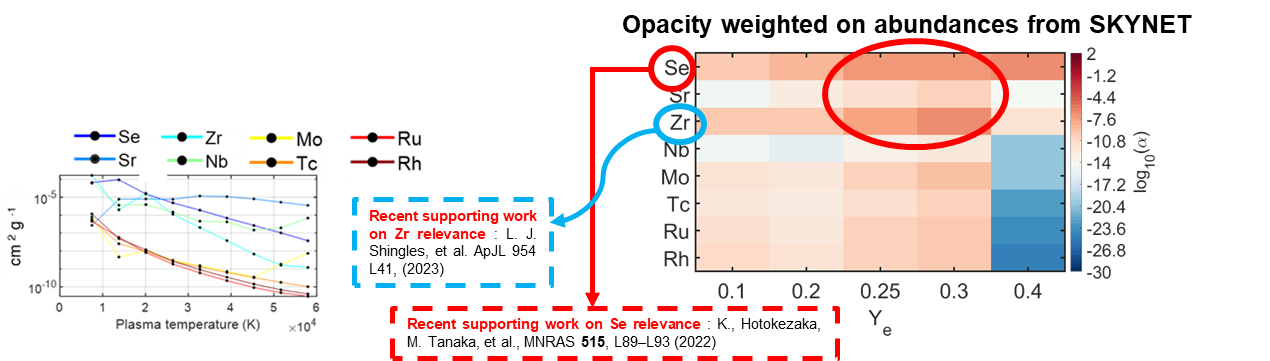 Opacity weighted on abundances from SKYNET
Se
Zr
Mo
Ru
Sr
Nb
Tc
Rh
10⁻⁵
10⁻¹⁰
cm² g⁻¹
0
1
2
3
4
5
6
Plasma temperature (K)
×10⁴
Recent supporting work
on Zr relevance : L. J.
Shingles, et al. ApJL 954
L41, (2023)
Se
Sr
Zr
Nb
Mo
Tc
Ru
Rh
0.1
0.2
0.25
0.3
0.4
Yₑ
2
-1.2
-4.4
-7.6
-10.8
-14
-17.2
-20.4
-23.6
-26.8
-30
log₁₀(α)
Recent supporting work on Se relevance : K., Hotokezaka,
M. Tanaka, et al., MNRAS 515, L89–L93 (2022)